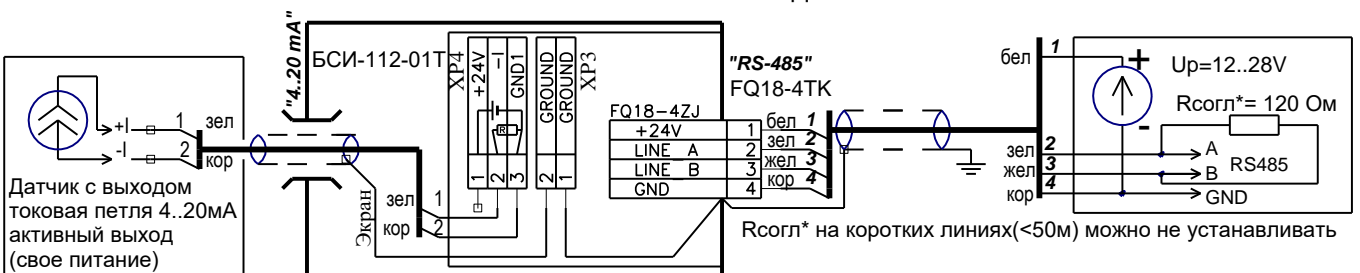 "4..20 mA"
БСИ-112-01Т
XP4
+24V
–I
GND1
R
1
2
3
GROUND
GROUND
2
1
XP3
+I
-I
1
2
зел
кор
Датчик с выходом
токовая петля 4..20мА
активный выход
(свое питание)
Экран
зел 1
кор 2
"RS-485"
FQ18-4TK
FQ18-4ZJ
+24V 1 бел 1
LINE_A 2 зел 2
LINE_B 3 жел 3
GND 4 кор 4
бел 1
зел 2
жел 3
кор 4
+
-
Up=12..28V
Rсогл*= 120 Ом
A
B
RS485
GND
Rсогл* на коротких линиях(<50м) можно не устанавливать